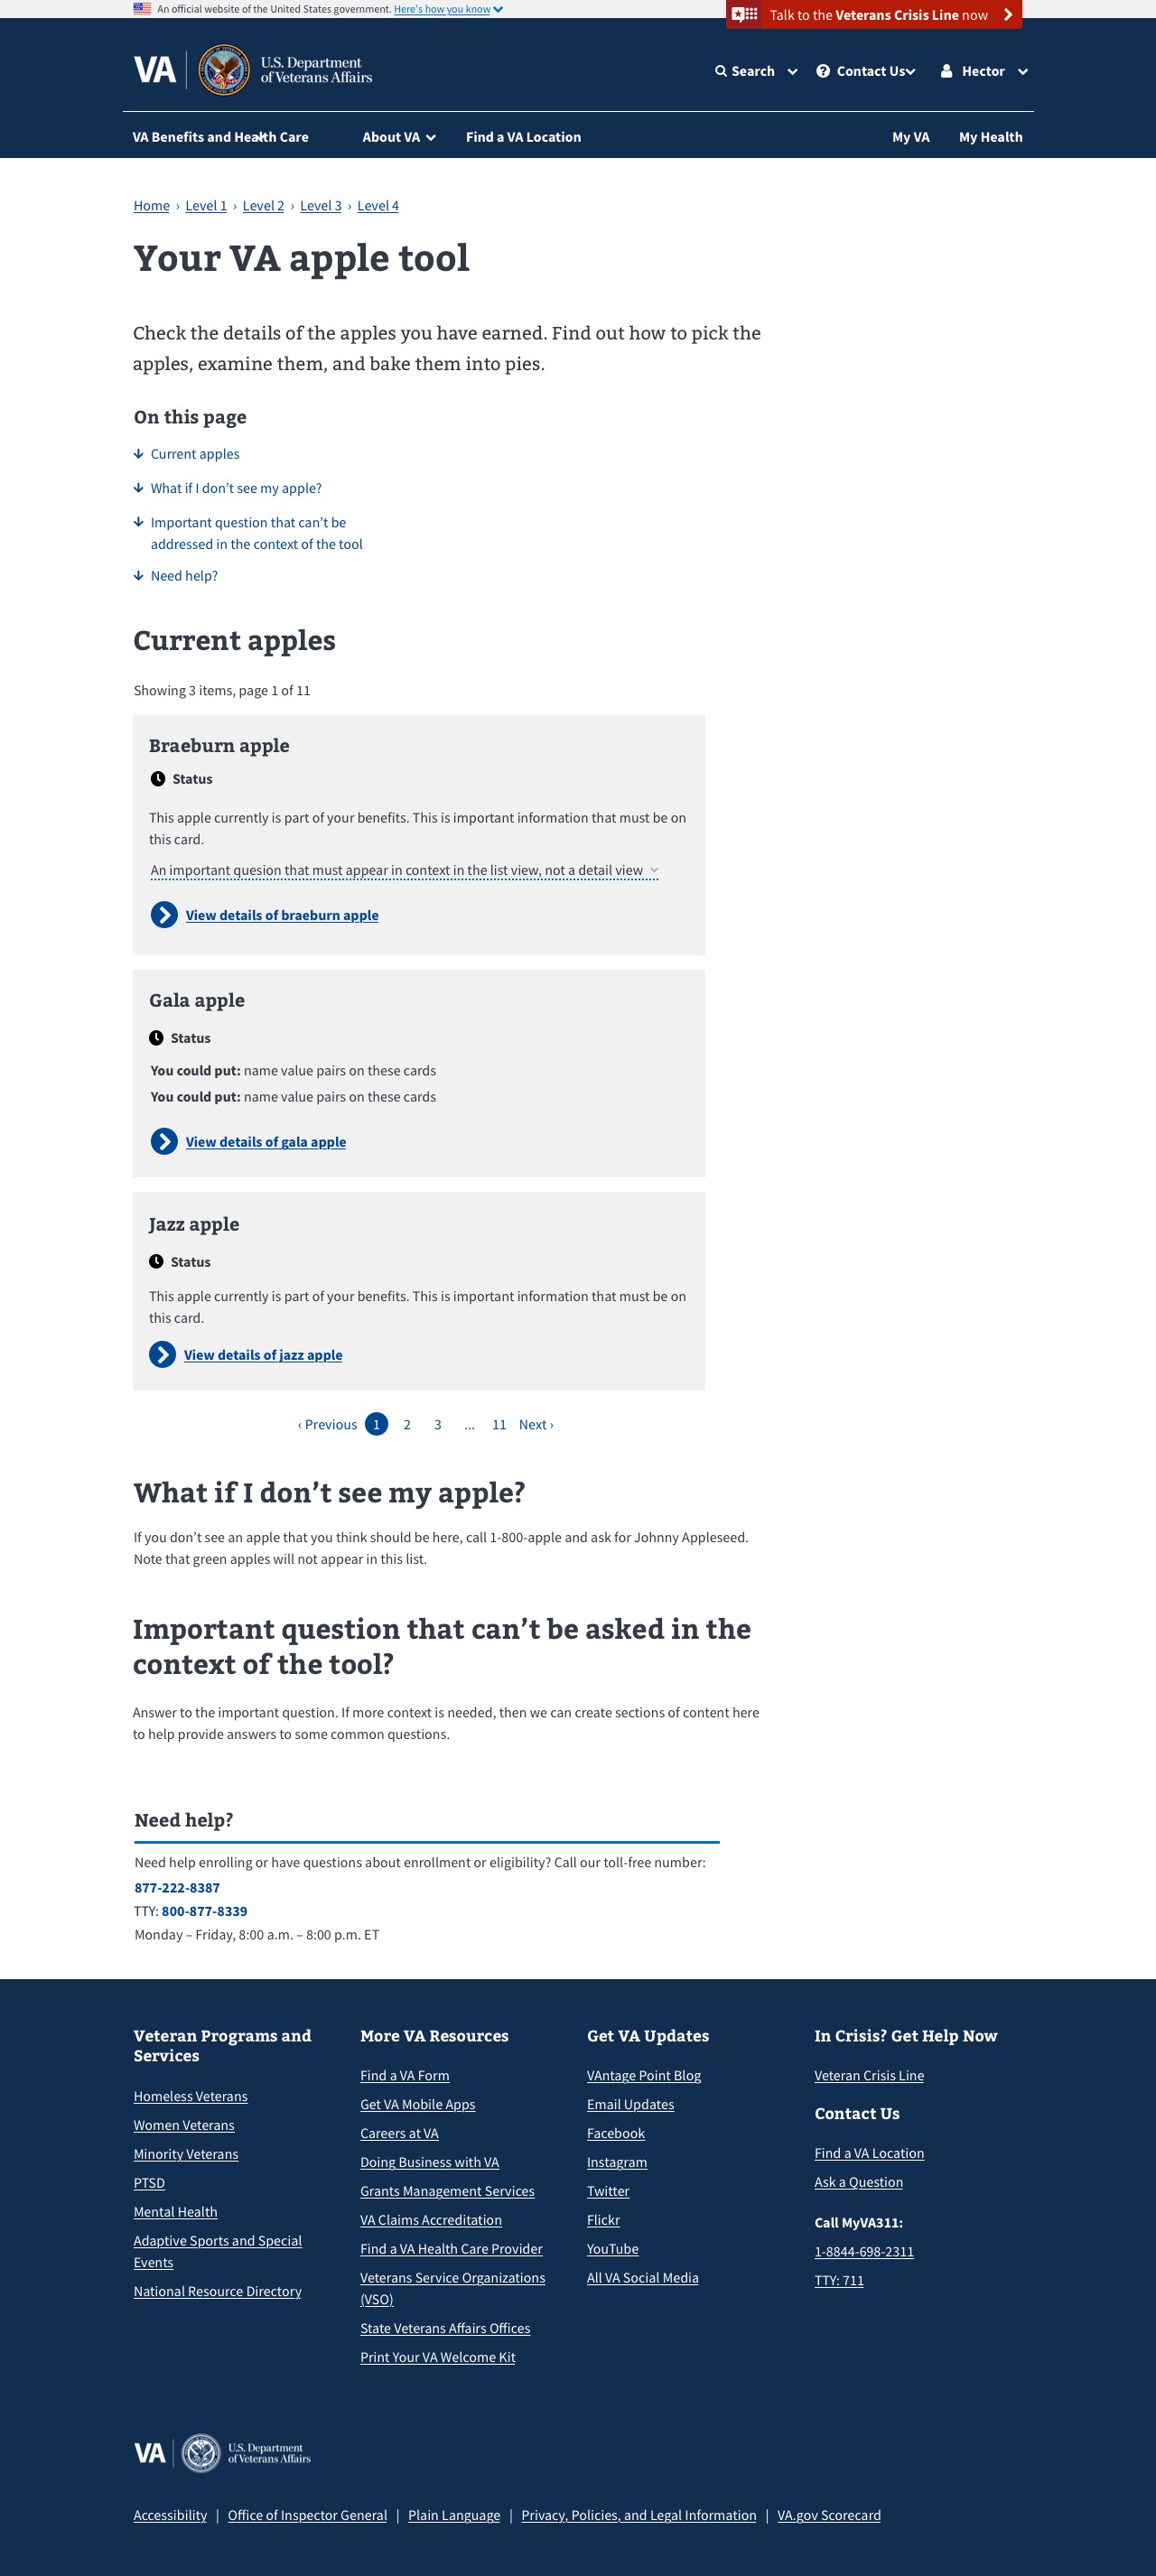 An official website of the United States government. Here's how you know
Talk to the Veterans Crisis Line now
VA
U.S. Department
of Veterans Affairs
Search
Contact Us
Hector
VA Benefits and Health Care
About VA
Find a VA Location
My VA
My Health
Home › Level 1 › Level 2 › Level 3 › Level 4
Your VA apple tool
Check the details of the apples you have earned. Find out how to pick the
apples, examine them, and bake them into pies.
On this page
Current apples
What if I don’t see my apple?
Important question that can’t be
addressed in the context of the tool
Need help?
Current apples
Showing 3 items, page 1 of 11
Braeburn apple
Status
This apple currently is part of your benefits. This is important information that must be on
this card.
An important quesion that must appear in context in the list view, not a detail view
View details of braeburn apple
Gala apple
Status
You could put: name value pairs on these cards
You could put: name value pairs on these cards
View details of gala apple
Jazz apple
Status
This apple currently is part of your benefits. This is important information that must be on
this card.
View details of jazz apple
‹ Previous 1 2 3 ... 11 Next ›
What if I don’t see my apple?
If you don’t see an apple that you think should be here, call 1-800-apple and ask for Johnny Appleseed.
Note that green apples will not appear in this list.
Important question that can’t be asked in the
context of the tool?
Answer to the important question. If more context is needed, then we can create sections of content here
to help provide answers to some common questions.
Need help?
Need help enrolling or have questions about enrollment or eligibility? Call our toll-free number:
877-222-8387
TTY: 800-877-8339
Monday – Friday, 8:00 a.m. – 8:00 p.m. ET
Veteran Programs and
Services
Homeless Veterans
Women Veterans
Minority Veterans
PTSD
Mental Health
Adaptive Sports and Special
Events
National Resource Directory
More VA Resources
Find a VA Form
Get VA Mobile Apps
Careers at VA
Doing Business with VA
Grants Management Services
VA Claims Accreditation
Find a VA Health Care Provider
Veterans Service Organizations
(VSO)
State Veterans Affairs Offices
Print Your VA Welcome Kit
Get VA Updates
VAntage Point Blog
Email Updates
Facebook
Instagram
Twitter
Flickr
YouTube
All VA Social Media
In Crisis? Get Help Now
Veteran Crisis Line
Contact Us
Find a VA Location
Ask a Question
Call MyVA311:
1-8844-698-2311
TTY: 711
VA
U.S. Department
of Veterans Affairs
Accessibility | Office of Inspector General | Plain Language | Privacy, Policies, and Legal Information | VA.gov Scorecard